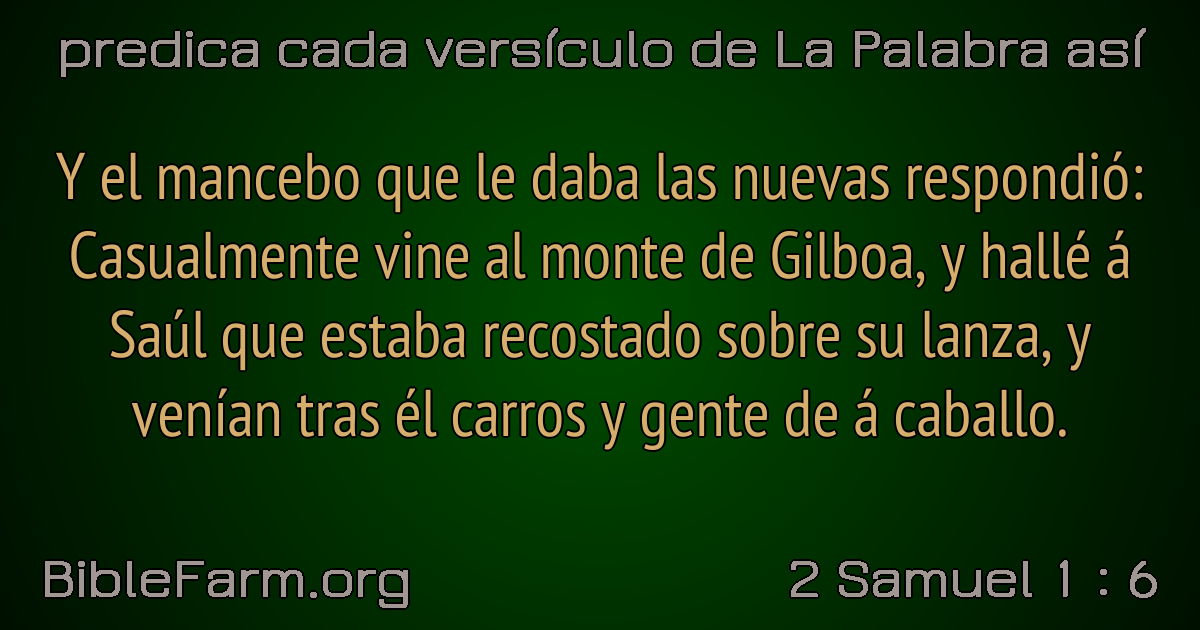 predica cada versículo de La Palabra así
Y el mancebo que le daba las nuevas respondió:
Casualmente vine al monte de Gilboa, y hallé á
Saúl que estaba recostado sobre su lanza, y
venían tras él carros y gente de á caballo.
BibleFarm.org
2 Samuel 1 : 6